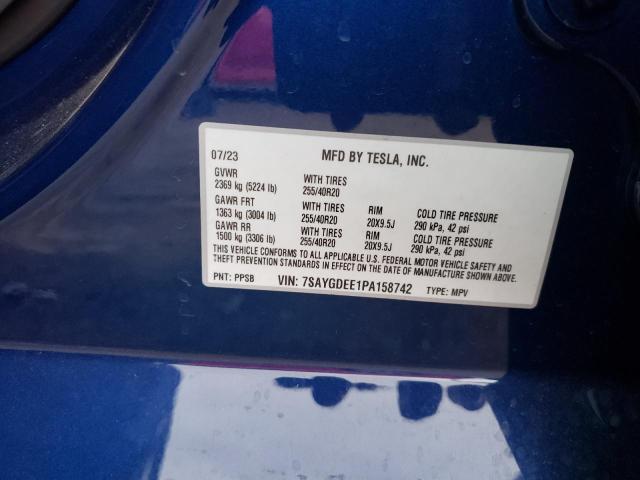 07/23 MFD BY TESLA, INC.
GVWR WITH TIRES
2369 kg (5224 lb) 255/40R20
GAWR FRT WITH TIRES RIM COLD TIRE PRESSURE
1363 kg (3004 lb) 255/40R20 20X9.5J 290 kPa, 42 psi
GAWR RR WITH TIRES RIM COLD TIRE PRESSURE
1500 kg (3306 lb) 255/40R20 20X9.5J 290 kPa, 42 psi
THIS VEHICLE CONFORMS TO ALL APPLICABLE U.S. FEDERAL MOTOR VEHICLE SAFETY AND
THEFT PREVENTION STANDARDS IN EFFECT ON THE DATE OF MANUFACTURE SHOWN ABOVE.
PNT: PPSB VIN: 7SAYGDEE1PA158742 TYPE: MPV